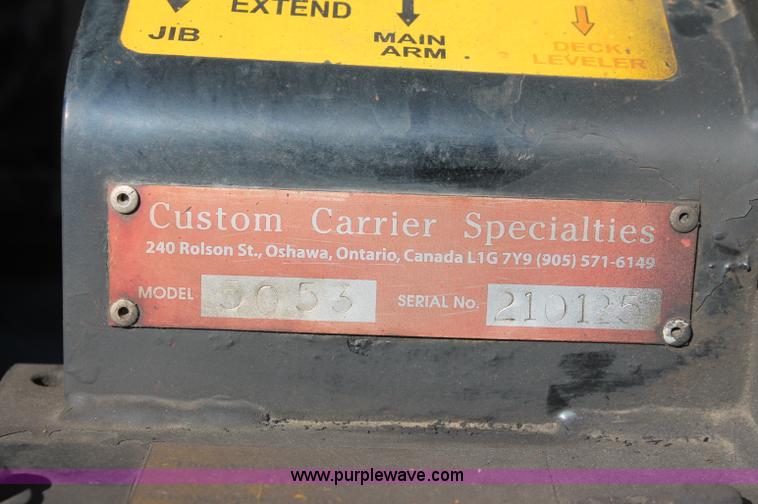 EXTEND
JIB
MAIN
ARM
DECK
LEVELER
Custom Carrier Specialties
240 Rolson St., Oshawa, Ontario, Canada L1G 7Y9 (905) 571-6149
MODEL 5053 SERIAL No. 210125
www.purplewave.com